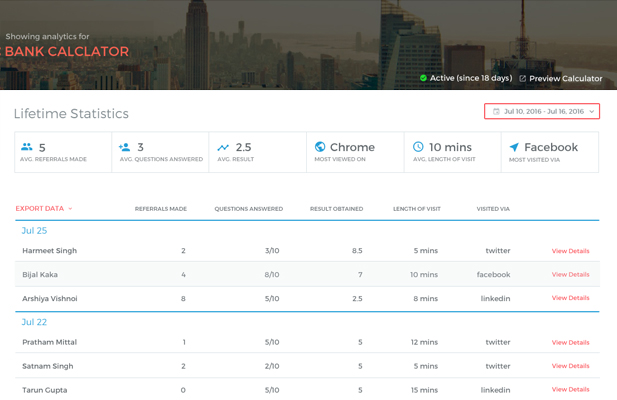 Showing analytics for
BANK CALCLATOR
Active (since 18 days) Preview Calculator
Lifetime Statistics
Jul 10, 2016 - Jul 16, 2016
5
AVG. REFERRALS MADE
3
AVG. QUESTIONS ANSWERED
2.5
AVG. RESULT
Chrome
MOST VIEWED ON
10 mins
AVG. LENGTH OF VISIT
Facebook
MOST VISITED VIA
EXPORT DATA REFERRALS MADE QUESTIONS ANSWERED RESULT OBTAINED LENGTH OF VISIT VISITED VIA
Jul 25
Harmeet Singh 2 3/10 8.5 5 mins twitter View Details
Bijal Kaka 4 8/10 7 10 mins facebook View Details
Arshiya Vishnoi 8 5/10 2.5 8 mins linkedin View Details
Jul 22
Pratham Mittal 1 5/10 5 12 mins twitter View Details
Satnam Singh 2 2/10 5 5 mins twitter View Details
Tarun Gupta 0 5/10 5 15 mins linkedin View Details